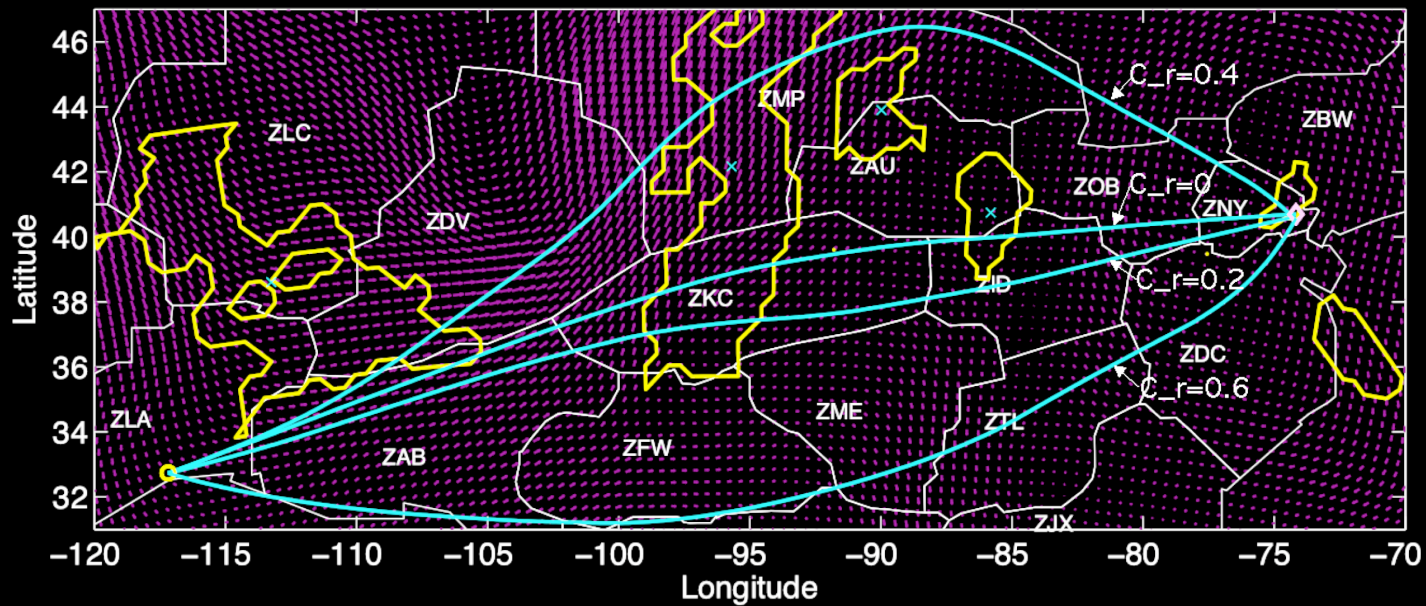 46
44
42
40
38
36
34
32
Latitude
ZLC
ZMP
C_r=0.4
ZBW
ZAU
ZOB
C_r=0
ZNY
ZDV
ZKC
ZID
C_r=0.2
ZDC
C_r=0.6
ZLA
ZAB
ZFW
ZME
ZTL
ZJX
−120 −115 −110 −105 −100 −95 −90 −85 −80 −75 −70
Longitude